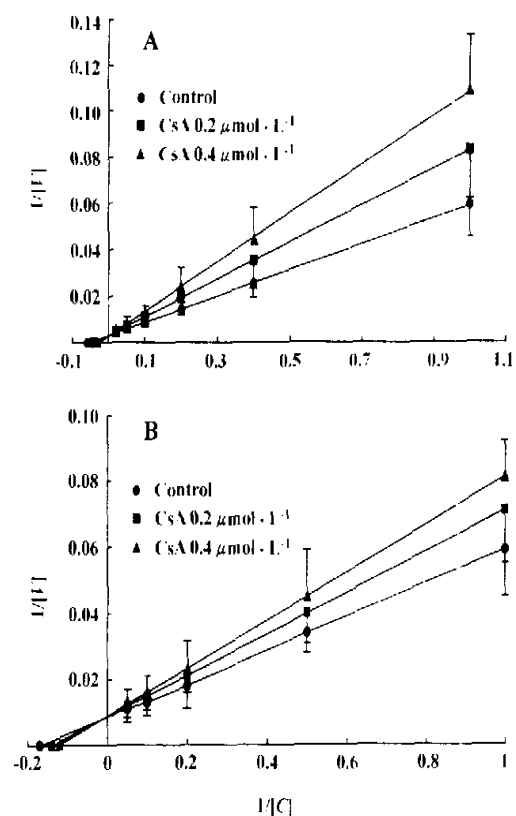 0.14
A
0.12
Control
0.10
CsA 0.2 μmol · L⁻¹
CsA 0.4 μmol · L⁻¹
0.08
1/[V]
0.06
0.04
0.02
-0.1 0.1 0.3 0.5 0.7 0.9 1.1
0.10
B
0.08
Control
CsA 0.2 μmol · L⁻¹
CsA 0.4 μmol · L⁻¹
0.06
1/[V]
0.04
0.02
-0.2 0 0.2 0.4 0.6 0.8 1
1/[C]